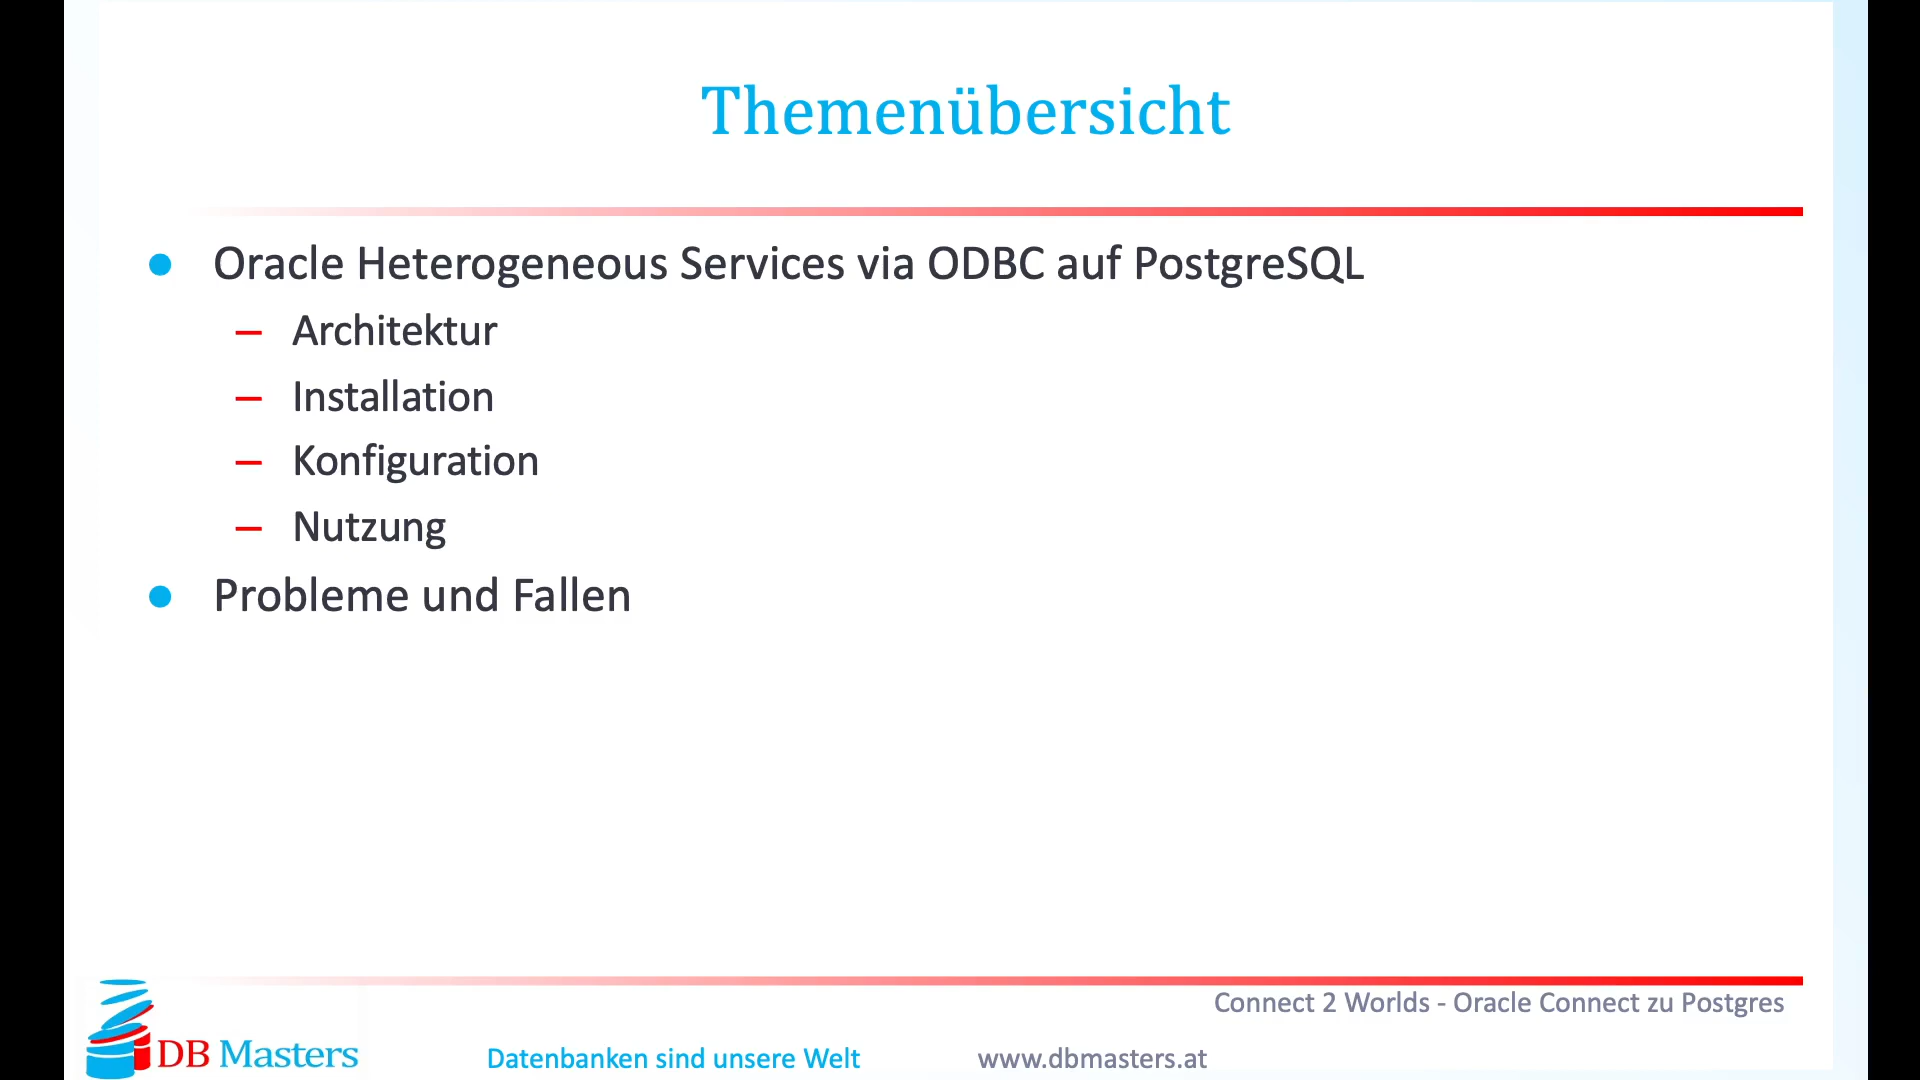 Themenübersicht
● Oracle Heterogeneous Services via ODBC auf PostgreSQL
– Architektur
– Installation
– Konfiguration
– Nutzung
● Probleme und Fallen
Connect 2 Worlds - Oracle Connect zu Postgres
DB Masters
Datenbanken sind unsere Welt
www.dbmasters.at